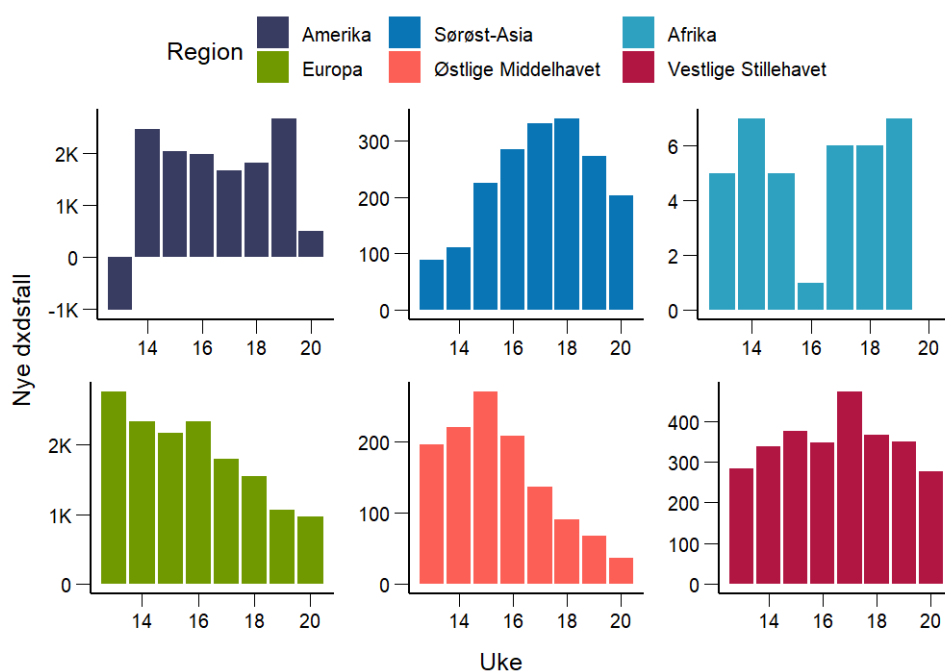 Region
Amerika Sørøst-Asia Afrika
Europa Østlige Middelhavet Vestlige Stillehavet
Nye dxdsfall
2K
1K
0
-1K
14 16 18 20
300
200
100
0
14 16 18 20
6
4
2
0
14 16 18 20
2K
1K
0
14 16 18 20
200
100
0
14 16 18 20
400
300
200
100
0
14 16 18 20
Uke